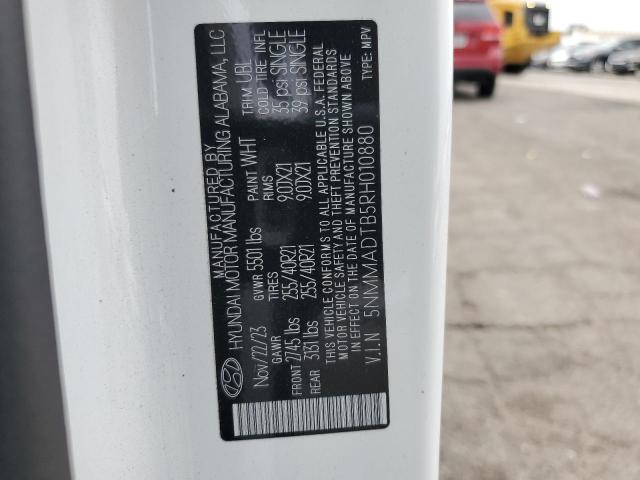 MANUFACTURED BY
HYUNDAI MOTOR MANUFACTURING ALABAMA, LLC
Nov/22/23 GVWR 5501 lbs PAINT WHT TRIM UBL
GAWR TIRES RIMS COLD TIRE INFL
FRONT 2745 lbs 255/40R21 9.0JX21 35 psi SINGLE
REAR 3131 lbs 255/40R21 9.0JX21 39 psi SINGLE
THIS VEHICLE CONFORMS TO ALL APPLICABLE U.S.A. FEDERAL
MOTOR VEHICLE SAFETY AND THEFT PREVENTION STANDARDS
IN EFFECT ON THE DATE OF MANUFACTURE SHOWN ABOVE
V.I.N 5NMMADTB5RH010880 TYPE: MPV